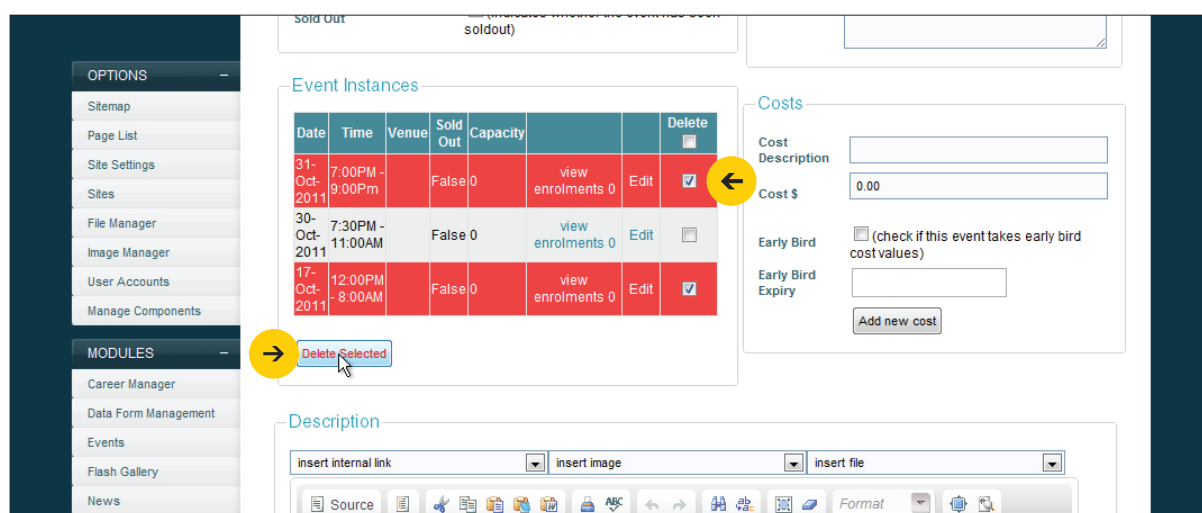 Sold Out
(indicates whether the event has been
soldout)
OPTIONS
Sitemap
Page List
Site Settings
Sites
File Manager
Image Manager
User Accounts
Manage Components
MODULES
Career Manager
Data Form Management
Events
Flash Gallery
News
Event Instances
Date Time Venue Sold Out Capacity Delete
31-Oct-2011 7:00PM - 9:00Pm False 0 view enrolments 0 Edit
30-Oct-2011 7:30PM - 11:00AM False 0 view enrolments 0 Edit
17-Oct-2011 12:00PM - 8:00AM False 0 view enrolments 0 Edit
Delete Selected
Costs
Cost Description
Cost $ 0.00
Early Bird (check if this event takes early bird
cost values)
Early Bird Expiry
Add new cost
Description
insert internal link insert image insert file
Source ABC Format